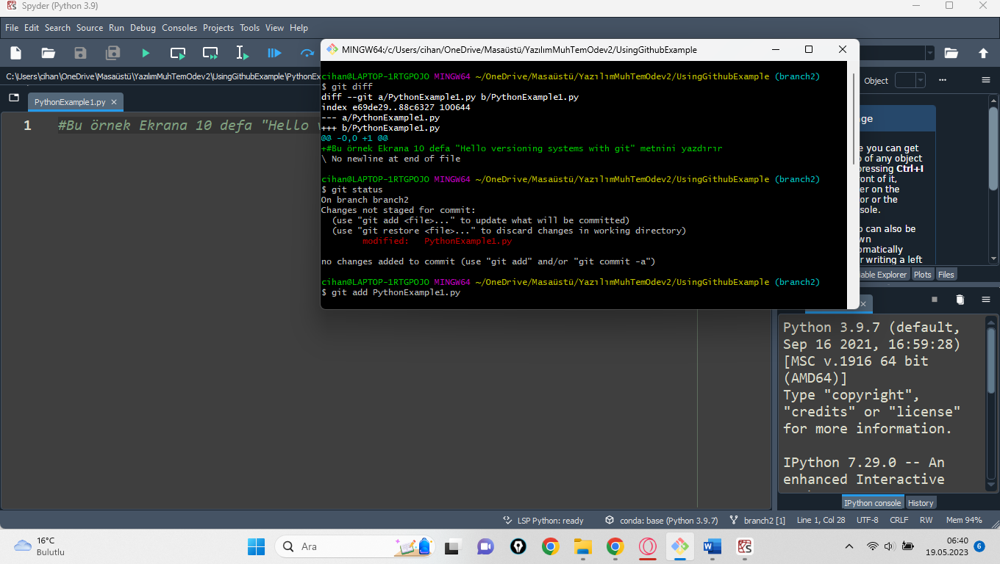 Spyder (Python 3.9)
File Edit Search Source Run Debug Consoles Projects Tools View Help
MINGW64:/c/Users/cihan/OneDrive/Masaüstü/YazılımMuhTemOdev2/UsingGithubExample
C:\Users\cihan\OneDrive\Masaüstü\YazılımMuhTemOdev2\UsingGithubExample\PythonEx
PythonExample1.py
1 #Bu örnek Ekrana 10 defa "Hello
cihan@LAPTOP-1RTGPOJO MINGW64 ~/OneDrive/Masaüstü/YazılımMuhTemOdev2/UsingGithubExample (branch2)
$ git diff
diff --git a/PythonExample1.py b/PythonExample1.py
index e69de29..88c6327 100644
--- a/PythonExample1.py
+++ b/PythonExample1.py
@@ -0,0 +1 @@
+#Bu örnek Ekrana 10 defa "Hello versioning systems with git" metnini yazdırır
\ No newline at end of file
cihan@LAPTOP-1RTGPOJO MINGW64 ~/OneDrive/Masaüstü/YazılımMuhTemOdev2/UsingGithubExample (branch2)
$ git status
On branch branch2
Changes not staged for commit:
(use "git add <file>..." to update what will be committed)
(use "git restore <file>..." to discard changes in working directory)
modified: PythonExample1.py
no changes added to commit (use "git add" and/or "git commit -a")
cihan@LAPTOP-1RTGPOJO MINGW64 ~/OneDrive/Masaüstü/YazılımMuhTemOdev2/UsingGithubExample (branch2)
$ git add PythonExample1.py
Object
ge
e you can get
of any object
pressing Ctrl+I
ront of it,
er on the
or or the
sole.
can also be
wn
omatically
r writing a left
able Explorer Plots Files
Python 3.9.7 (default,
Sep 16 2021, 16:59:28)
[MSC v.1916 64 bit
(AMD64)]
Type "copyright",
"credits" or "license"
for more information.
IPython 7.29.0 -- An
enhanced Interactive
IPython console History
LSP Python: ready conda: base (Python 3.9.7) branch2 [1] Line 1, Col 28 UTF-8 CRLF RW Mem 94%
16°C
Bulutlu
Ara
06:40
19.05.2023
6